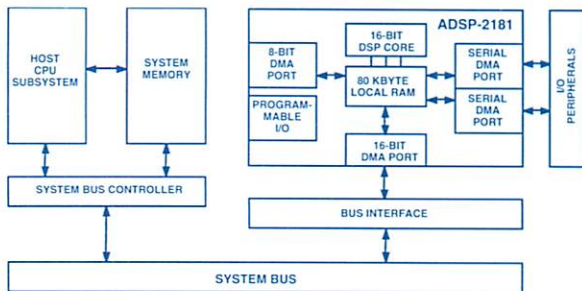 HOST
CPU
SUBSYSTEM
SYSTEM
MEMORY
SYSTEM BUS CONTROLLER
ADSP-2181
16-BIT
DSP CORE
8-BIT
DMA
PORT
80 KBYTE
LOCAL RAM
SERIAL
DMA
PORT
PROGRAM-
MABLE
I/O
SERIAL
DMA
PORT
16-BIT
DMA PORT
I/O
PERIPHERALS
BUS INTERFACE
SYSTEM BUS